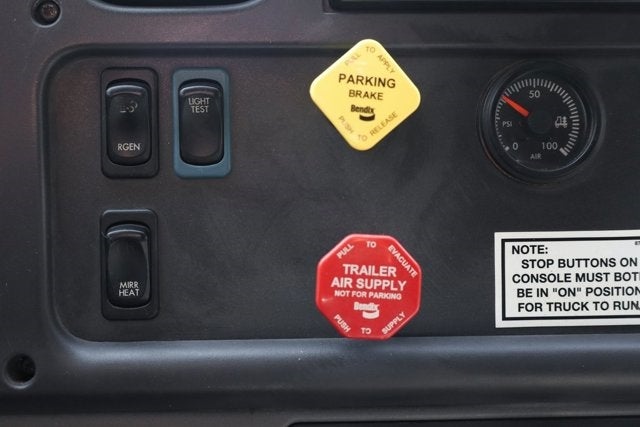 PULL TO APPLY
PARKING
BRAKE
Bendix
PUSH TO RELEASE
LIGHT
TEST
RGEN
50
PSI
0
100
AIR
MIRR
HEAT
PULL TO EVACUATE
TRAILER
AIR SUPPLY
NOT FOR PARKING
Bendix
PUSH TO SUPPLY
NOTE:
STOP BUTTONS ON
CONSOLE MUST
BE IN "ON" POSITION
FOR TRUCK TO RUN